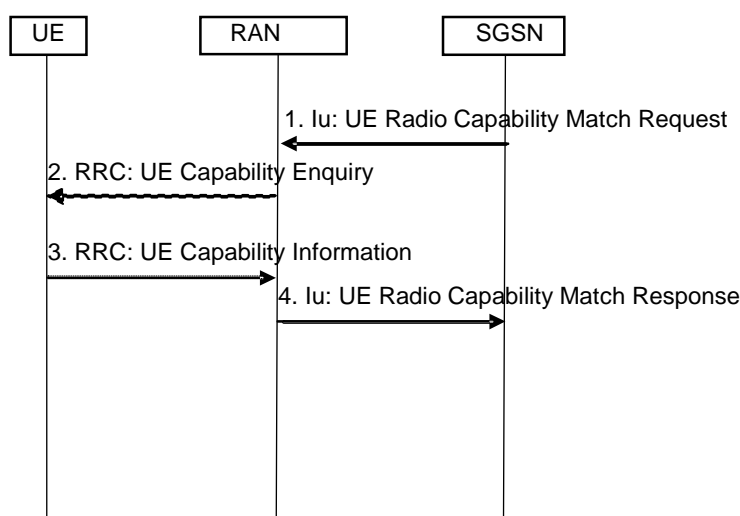 UE
RAN
SGSN
1. Iu: UE Radio Capability Match Request
2. RRC: UE Capability Enquiry
3. RRC: UE Capability Information
4. Iu: UE Radio Capability Match Response